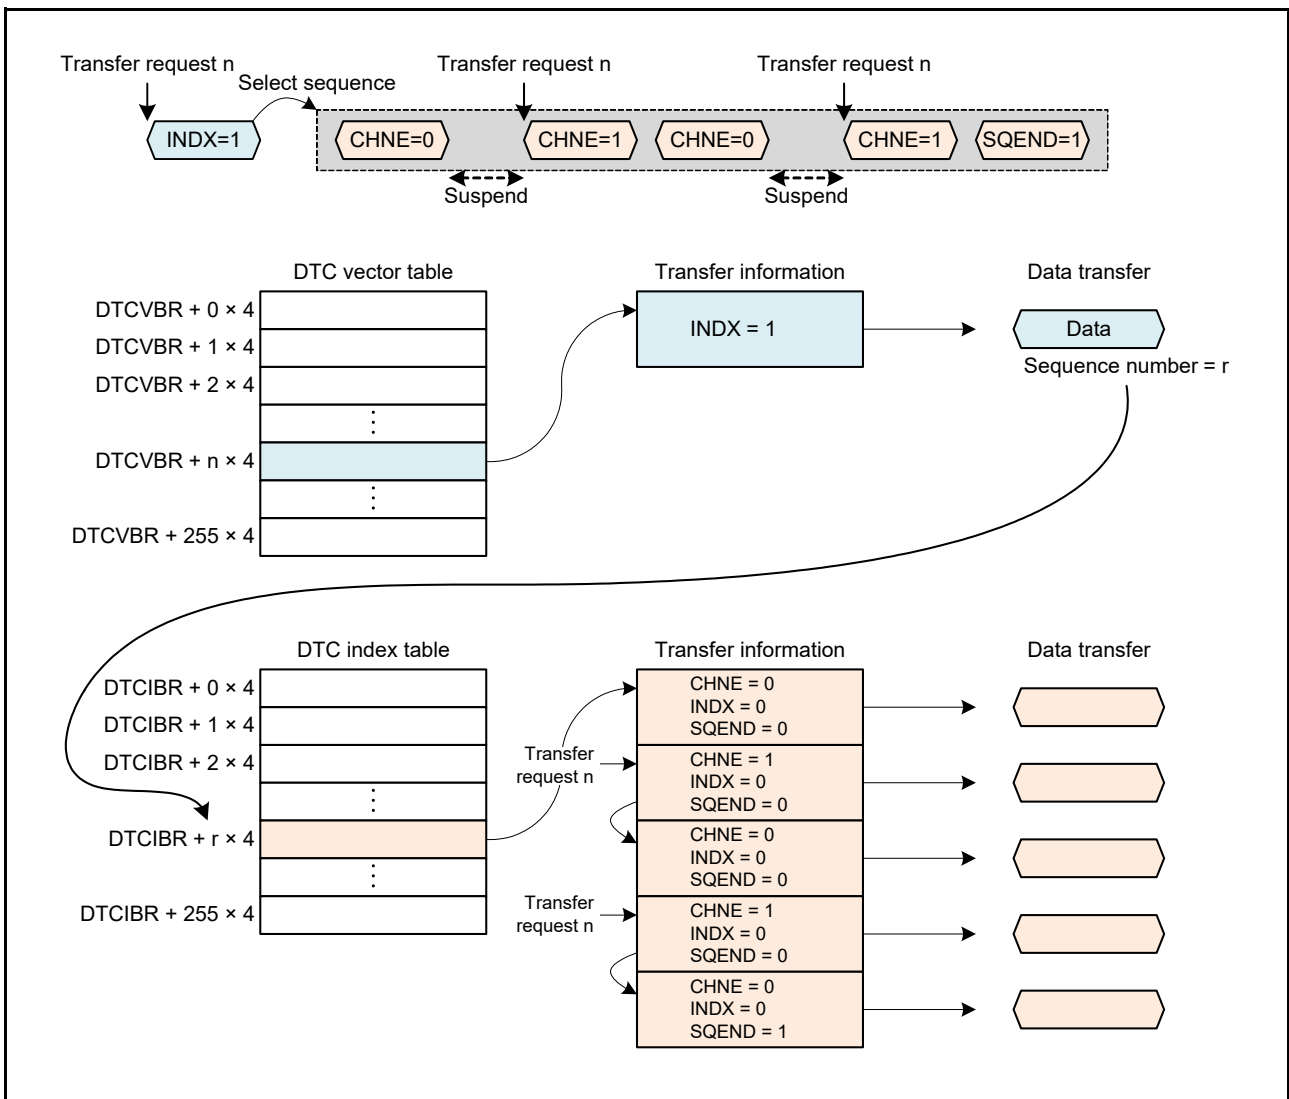 Transfer request n
Transfer request n
Transfer request n
Select sequence
INDX=1
CHNE=0
CHNE=1
CHNE=0
CHNE=1
SQEND=1
Suspend
Suspend
DTC vector table
Transfer information
Data transfer
DTCVBR + 0 × 4
DTCVBR + 1 × 4
DTCVBR + 2 × 4
⋮
DTCVBR + n × 4
⋮
DTCVBR + 255 × 4
INDX = 1
Data
Sequence number = r
DTC index table
Transfer information
Data transfer
DTCIBR + 0 × 4
DTCIBR + 1 × 4
DTCIBR + 2 × 4
⋮
DTCIBR + r × 4
⋮
DTCIBR + 255 × 4
CHNE = 0
INDX = 0
SQEND = 0
Transfer
request n
CHNE = 1
INDX = 0
SQEND = 0
CHNE = 0
INDX = 0
SQEND = 0
Transfer
request n
CHNE = 1
INDX = 0
SQEND = 0
CHNE = 0
INDX = 0
SQEND = 1